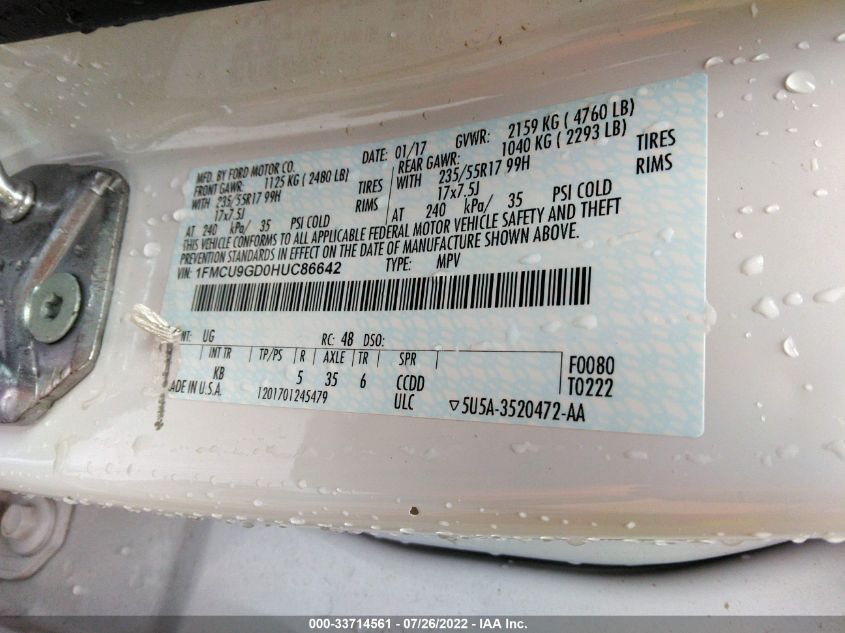 MFD. BY FORD MOTOR CO.
DATE: 01/17 GVWR: 2159 KG ( 4760 LB)
FRONT GAWR: 1125 KG ( 2480 LB)
REAR GAWR: 1040 KG ( 2293 LB)
WITH 235/55R17 99H TIRES
WITH 235/55R17 99H TIRES
17x7.5J RIMS
17x7.5J RIMS
AT 240 kPa/ 35 PSI COLD
AT 240 kPa/ 35 PSI COLD
THIS VEHICLE CONFORMS TO ALL APPLICABLE FEDERAL MOTOR VEHICLE SAFETY AND THEFT
PREVENTION STANDARDS IN EFFECT ON THE DATE OF MANUFACTURE SHOWN ABOVE.
VIN: 1FMCU9GD0HUC86642 TYPE: MPV
NT: UG RC: 48 DSO:
INT TR TP/PS R AXLE TR SPR
KB 5 35 6 CCDD
F0080
T0222
ADE IN U.S.A. 1201701245479 ULC ▽5U5A-3520472-AA
000-33714561 / 07/26/2022 - IAA Inc.